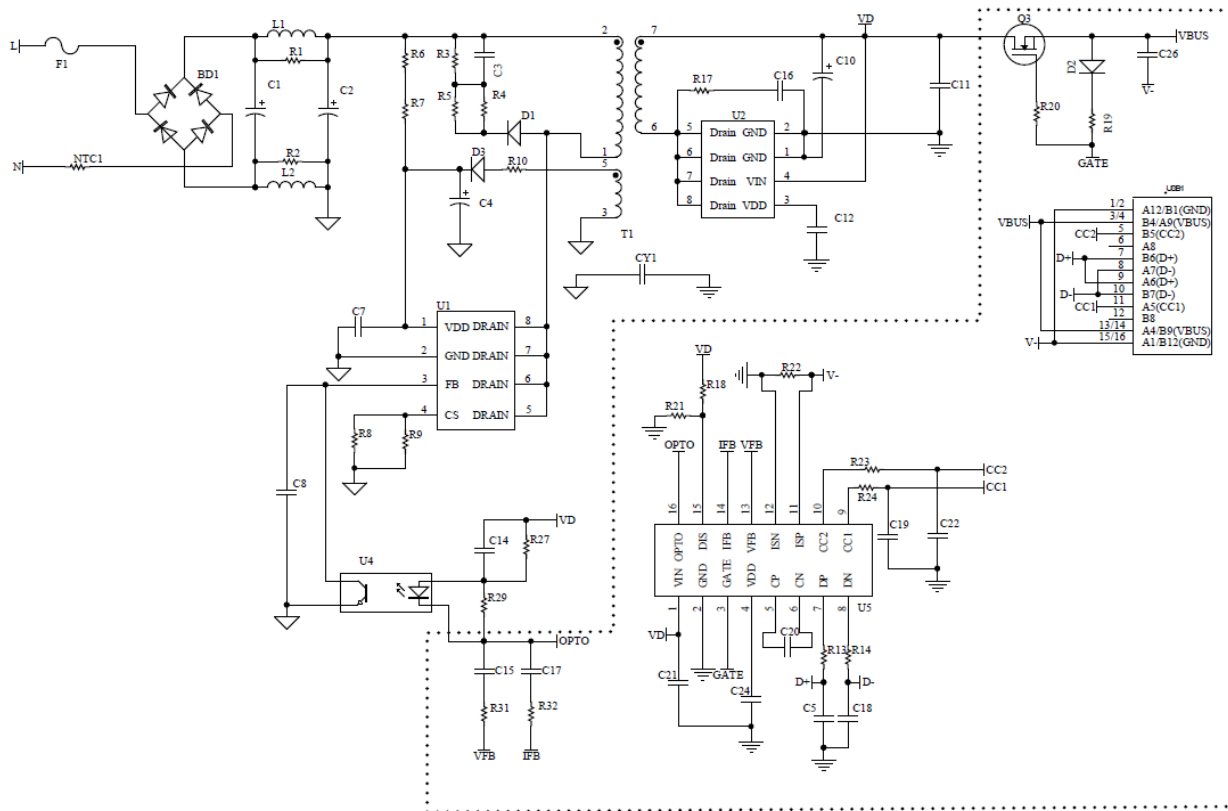 L
F1
NTC1
N
BD1
L1
R1
C1
C2
R2
L2
R6
R7
R3
C3
R5
R4
D1
D3
R10
C4
2
1
5
3
T1
7
6
VD
R17
C16
C10
C11
U2
5 Drain GND 2
6 Drain GND 1
7 Drain VIN 4
8 Drain VDD 3
C12
CY1
Q3
VBUS
D2
C26
V-
R20
R19
GATE
USB1
1/2 A12/B1(GND)
VBUS 3/4 B4/A9(VBUS)
CC2 5 B5(CC2)
6 A8
D+ 7 B6(D+)
8 A7(D-)
9 A6(D+)
D- 10 B7(D-)
CC1 11 A5(CC1)
12 B8
13/14 A4/B9(VBUS)
V- 15/16 A1/B12(GND)
C7
U1
1 VDD DRAIN 8
2 GND DRAIN 7
3 FB DRAIN 6
4 CS DRAIN 5
R8
R9
C8
U4
C14
R27
VD
R29
OPTO
C15
C17
R31
R32
VFB
IFB
VD
R18
R21
R22
V-
OPTO
IFB
VFB
R23
CC2
R24
CC1
C19
C22
16 15 14 13 12 11 10 9
OPTO DIS IFB VFB ISN ISP CC2 CC1
VIN GND GATE VDD CP CN DP DN
U5
1 2 3 4 5 6 7 8
VD
C20
R13
R14
C21
GATE
C24
D+
D-
C5
C18